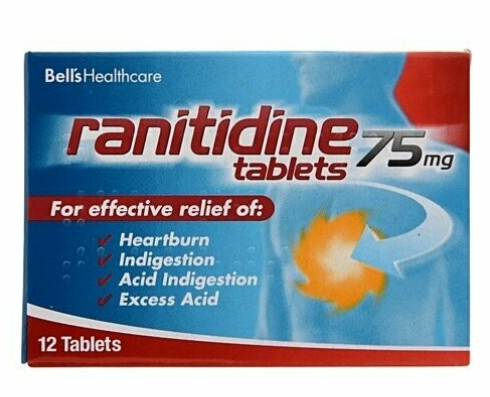 Bell's Healthcare
ranitidine
tablets 75mg
For effective relief of:
Heartburn
Indigestion
Acid Indigestion
Excess Acid
12 Tablets